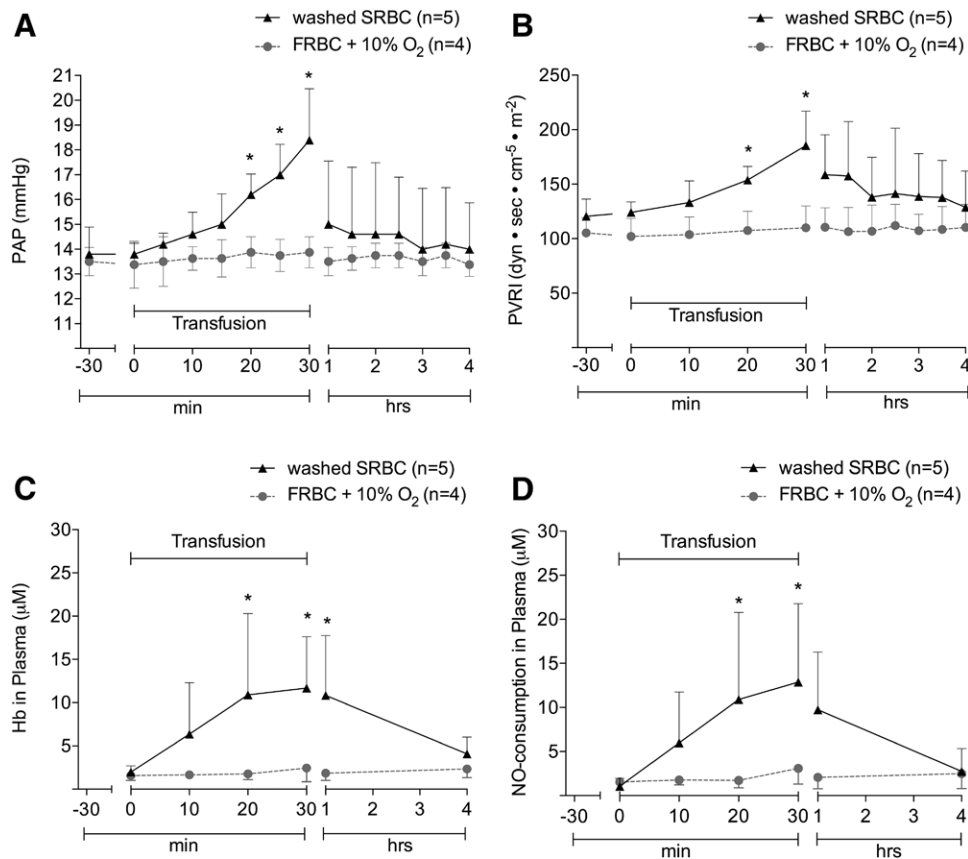 A
washed SRBC (n=5)
FRBC + 10% O2 (n=4)
PAP (mmHg)
21
20
19
18
17
16
15
14
13
12
11
* * *
Transfusion
-30 0 10 20 30 1 2 3 4
min hrs
B
washed SRBC (n=5)
FRBC + 10% O2 (n=4)
PVRI (dyn • sec • cm-5 • m-2)
250
200
150
100
50
* *
Transfusion
-30 0 10 20 30 1 2 3 4
min hrs
C
washed SRBC (n=5)
FRBC + 10% O2 (n=4)
Hb in Plasma (μM)
30
25
20
15
10
5
Transfusion
* * *
-30 0 10 20 30 1 2 3 4
min hrs
D
washed SRBC (n=5)
FRBC + 10% O2 (n=4)
NO-consumption in Plasma (μM)
30
25
20
15
10
5
Transfusion
* *
-30 0 10 20 30 1 2 3 4
min hrs